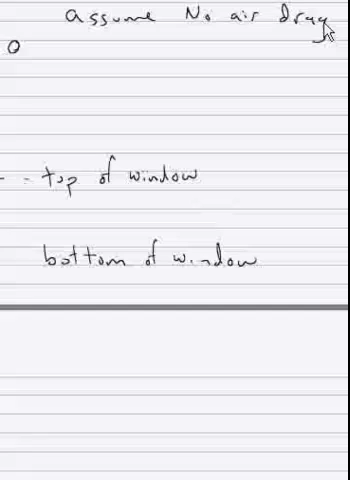 assume No air drag
0
-- top of window
bottom of window